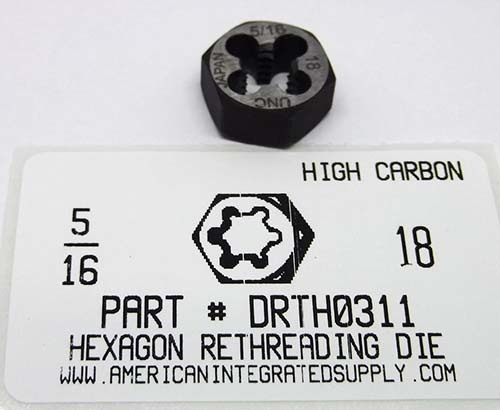 5/16
JAPAN
18
UNC
HIGH CARBON
5
16
18
PART # DRTH0311
HEXAGON RETHREADING DIE
WWW.AMERICANINTEGRATEDSUPPLY.COM